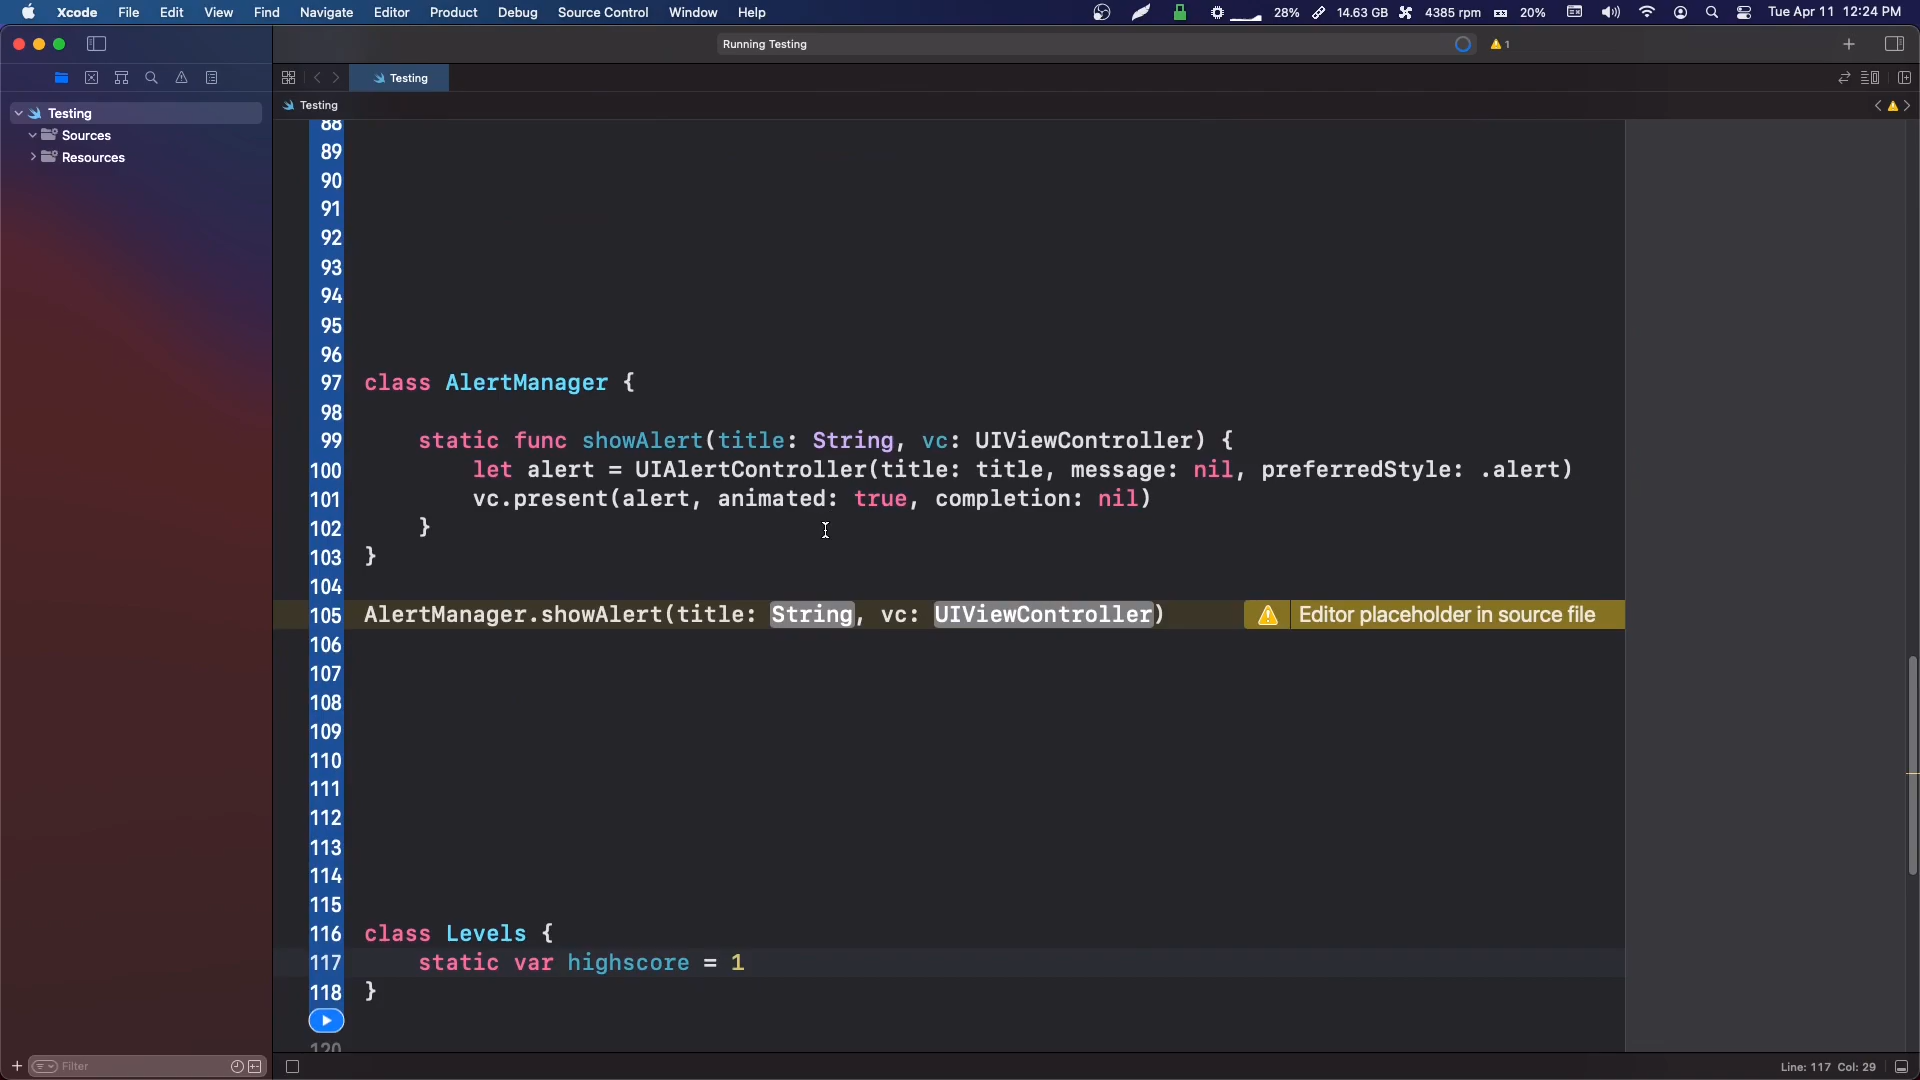 Xcode File Edit View Find Navigate Editor Product Debug Source Control Window Help 28% 14.63 GB 4385 rpm 20% Tue Apr 11 12:24 PM
Running Testing 1
Testing
Testing
Testing
Sources
Resources
88
89
90
91
92
93
94
95
96
97 class AlertManager {
98
99 static func showAlert(title: String, vc: UIViewController) {
100 let alert = UIAlertController(title: title, message: nil, preferredStyle: .alert)
101 vc.present(alert, animated: true, completion: nil)
102 }
103 }
104
105 AlertManager.showAlert(title: String, vc: UIViewController) Editor placeholder in source file
106
107
108
109
110
111
112
113
114
115
116 class Levels {
117 static var highscore = 1
118 }
120
Filter
Line: 117 Col: 29